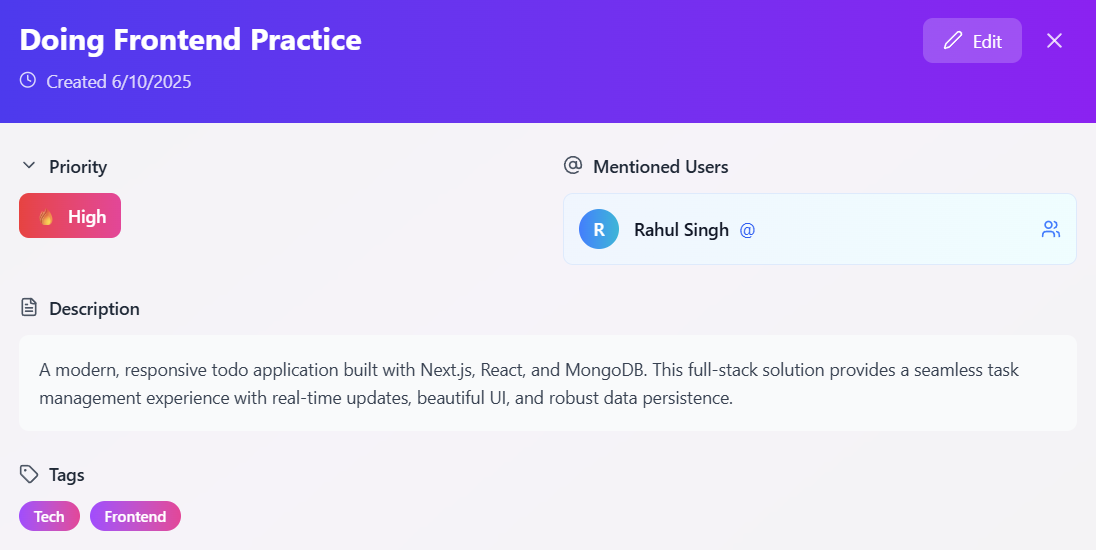 Doing Frontend Practice
Edit
Created 6/10/2025
Priority
High
Mentioned Users
R
Rahul Singh @
Description
A modern, responsive todo application built with Next.js, React, and MongoDB. This full-stack solution provides a seamless task
management experience with real-time updates, beautiful UI, and robust data persistence.
Tags
Tech
Frontend